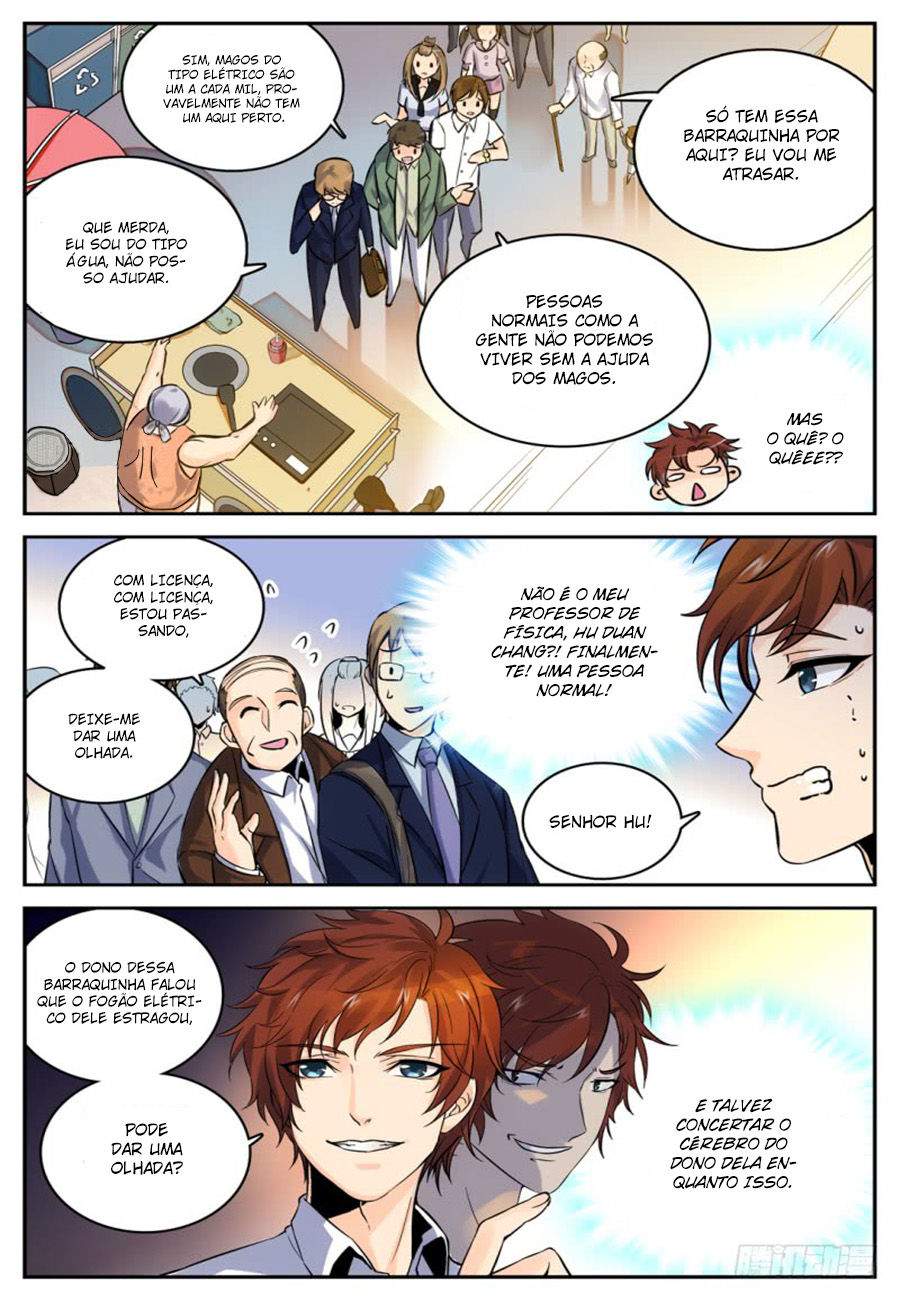 SIM, MAGOS DO
TIPO ELÉTRICO SÃO
UM A CADA MIL, PRO-
VAVELMENTE NÃO TEM
UM AQUI PERTO.
SÓ TEM ESSA
BARRAQUINHA POR
AQUI? EU VOU ME
ATRASAR.
QUE MERDA,
EU SOU DO TIPO
ÁGUA, NÃO POS-
SO AJUDAR.
PESSOAS
NORMAIS COMO A
GENTE NÃO PODEMOS
VIVER SEM A AJUDA
DOS MAGOS.
MAS
O QUÊ? O
QUÊEE??
COM LICENÇA,
COM LICENÇA,
ESTOU PAS-
SANDO,
DEIXE-ME
DAR UMA
OLHADA.
NÃO É O MEU
PROFESSOR DE
FÍSICA, HU DUAN
CHANG?! FINALMEN-
TE! UMA PESSOA
NORMAL!
SENHOR HU!
O DONO DESSA
BARRAQUINHA FALOU
QUE O FOGÃO ELÉTRI-
CO DELE ESTRAGOU,
PODE
DAR UMA
OLHADA?
E TALVEZ
CONCERTAR O
CÉREBRO DO
DONO DELA EN-
QUANTO ISSO.
腾讯动漫